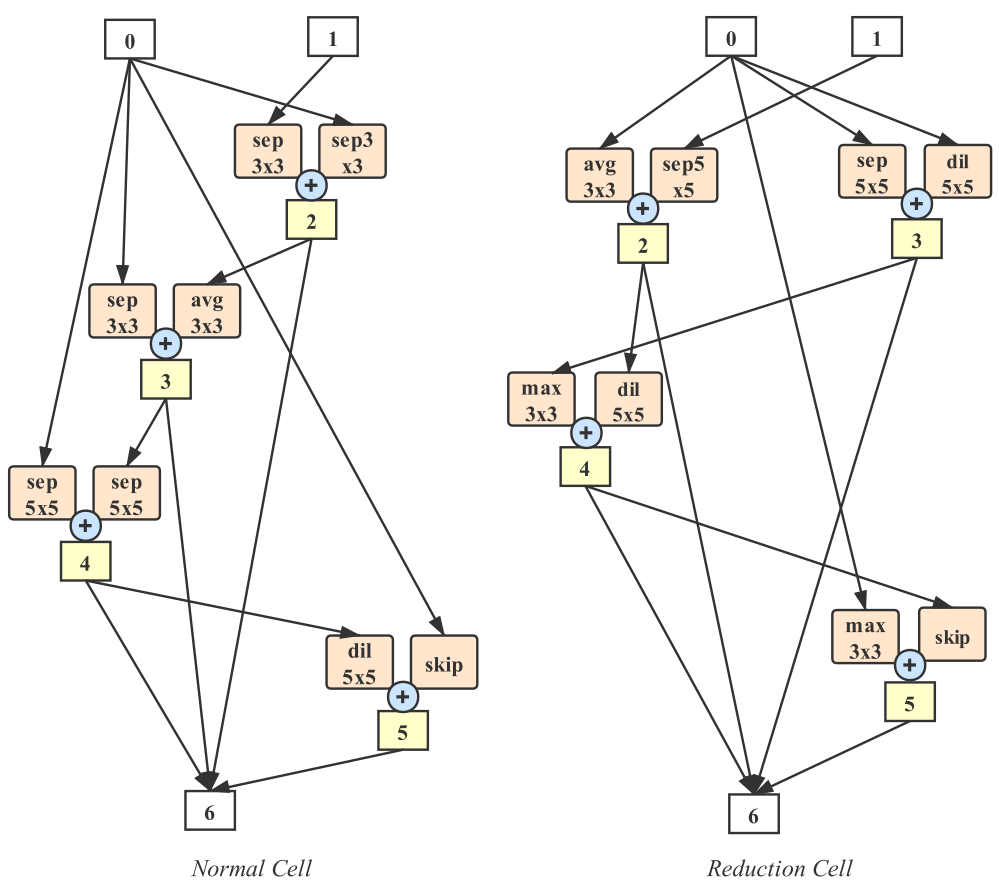 0
1
sep
3x3
sep3
x3
+
2
sep
3x3
avg
3x3
+
3
sep
5x5
sep
5x5
+
4
dil
5x5
skip
+
5
6
Normal Cell
0
1
avg
3x3
sep5
x5
+
2
sep
5x5
dil
5x5
+
3
max
3x3
dil
5x5
+
4
max
3x3
skip
+
5
6
Reduction Cell